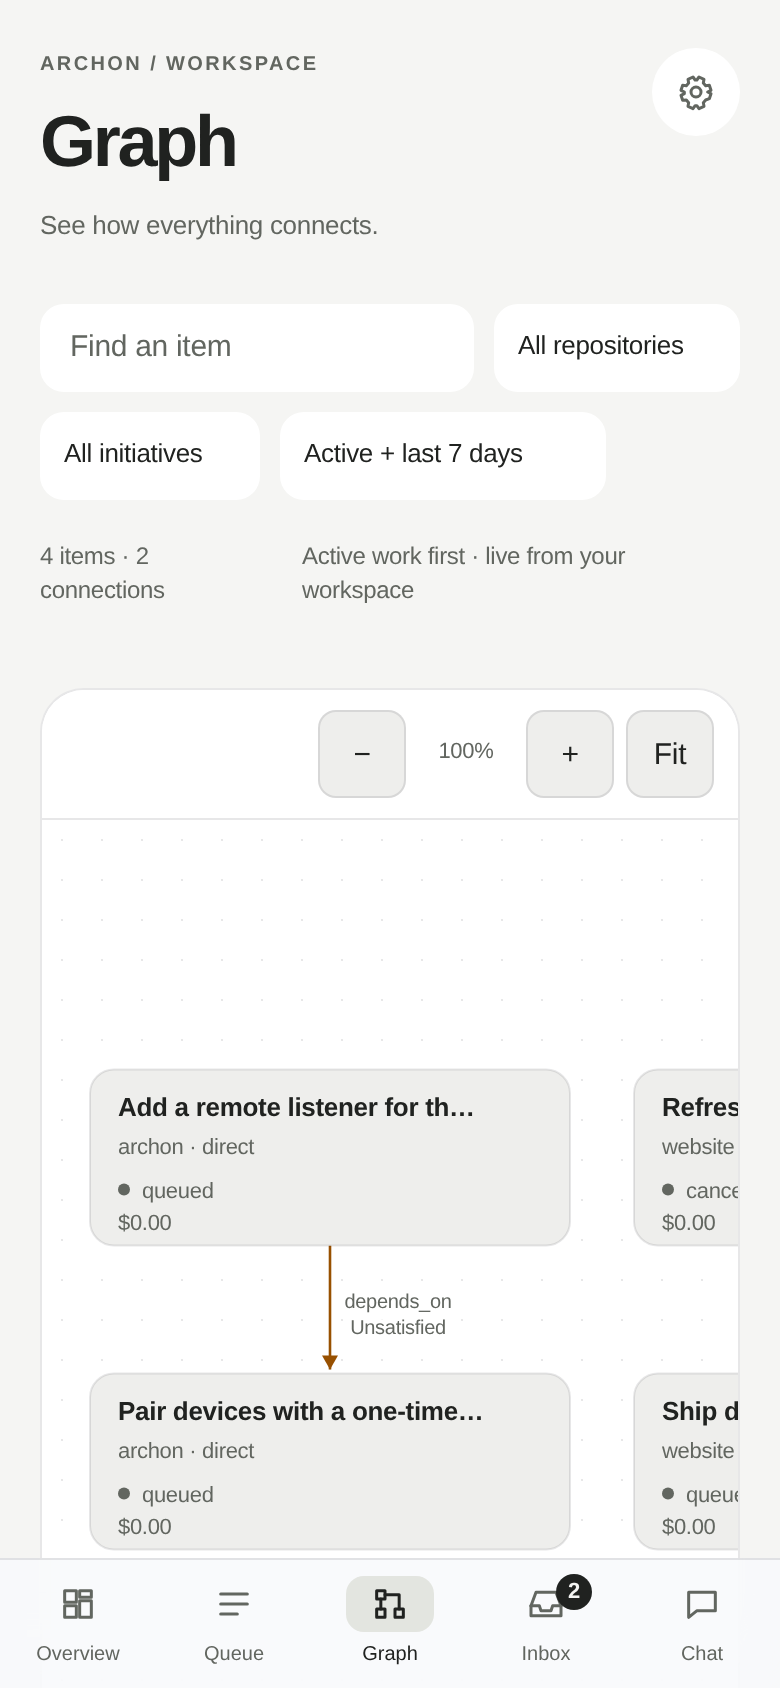 ARCHON / WORKSPACE
Graph
See how everything connects.
Find an item
All repositories
All initiatives
Active + last 7 days
4 items · 2
connections
Active work first · live from your
workspace
−
100%
+
Fit
Add a remote listener for th…
archon · direct
queued
$0.00
Refres
website
cance
$0.00
depends_on
Unsatisfied
Pair devices with a one-time…
archon · direct
queued
$0.00
Ship d
website
queue
$0.00
Overview
Queue
Graph
2
Inbox
Chat